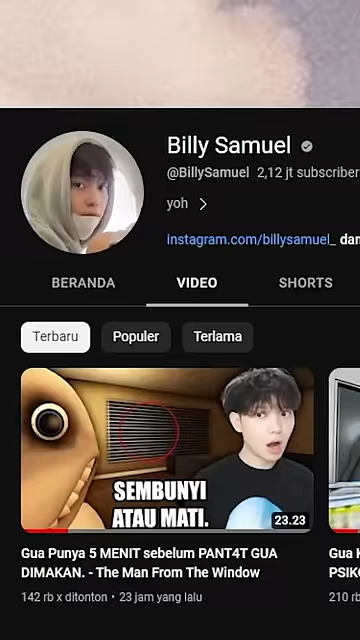 Billy Samuel
@BillySamuel 2,12 jt subscriber
yoh
instagram.com/billysamuel_ dan
BERANDA VIDEO SHORTS
Terbaru Populer Terlama
SEMBUNYI
ATAU MATI.
23.23
Gua Punya 5 MENIT sebelum PANT4T GUA
DIMAKAN. - The Man From The Window
142 rb x ditonton • 23 jam yang lalu
Gua K
PSIKO
210 rb